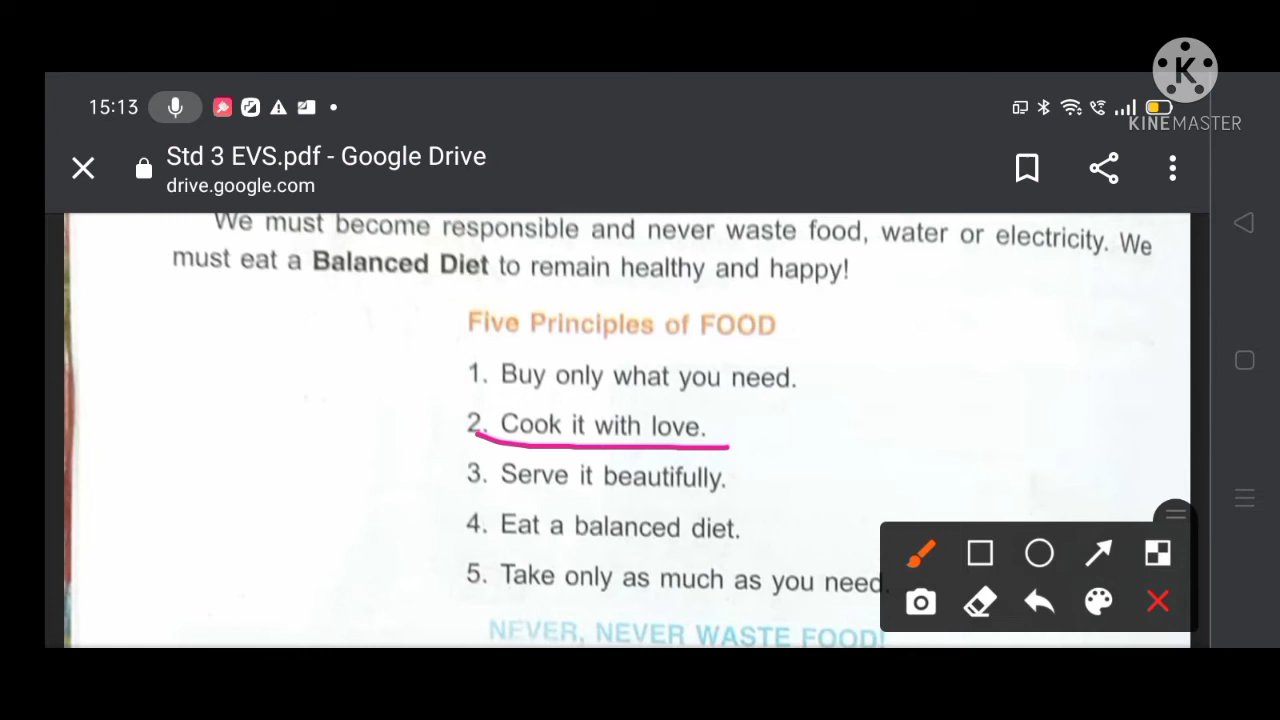 15:13
KINEMASTER
Std 3 EVS.pdf - Google Drive
drive.google.com
We must become responsible and never waste food, water or electricity. We
must eat a Balanced Diet to remain healthy and happy!
Five Principles of FOOD
1. Buy only what you need.
2. Cook it with love.
3. Serve it beautifully.
4. Eat a balanced diet.
5. Take only as much as you need.
NEVER, NEVER WASTE FOOD!